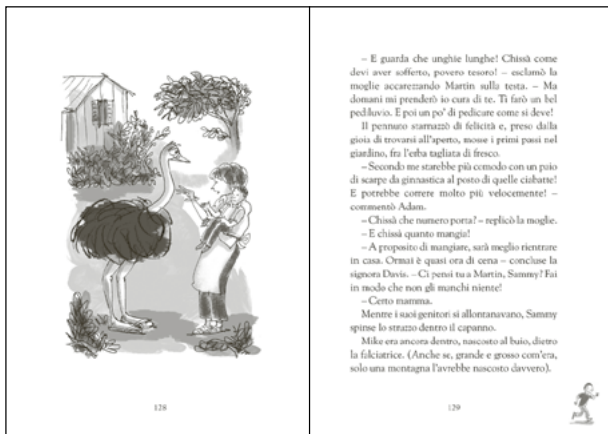 – E guarda che unghie lunghe! Chissà come
devi aver sofferto, povero tesoro! – esclamò la
moglie accarezzando Martin sulla testa. – Ma
domani mi prenderò io cura di te. Ti farò un bel
pediluvio. E poi un po' di pedicure come si deve!
Il pennuto starnazzò di felicità e, preso dalla
gioia di trovarsi all'aperto, mosse i primi passi nel
giardino, fra l'erba tagliata di fresco.
– Secondo me starebbe più comodo con un paio
di scarpe da ginnastica al posto di quelle ciabatte!
E potrebbe correre molto più velocemente! –
commentò Adam.
– Chissà che numero porta? – replicò la moglie.
– E chissà quanto mangia!
– A proposito di mangiare, sarà meglio rientrare
in casa. Ormai è quasi ora di cena – concluse la
signora Davis. – Ci pensi tu a Martin, Sammy? Fai
in modo che non gli manchi niente!
– Certo mamma.
Mentre i suoi genitori si allontanavano, Sammy
spinse lo struzzo dentro il capanno.
Mike era ancora dentro, nascosto al buio, dietro
la falciatrice. (Anche se, grande e grosso com'era,
solo una montagna l'avrebbe nascosto davvero).
128
129